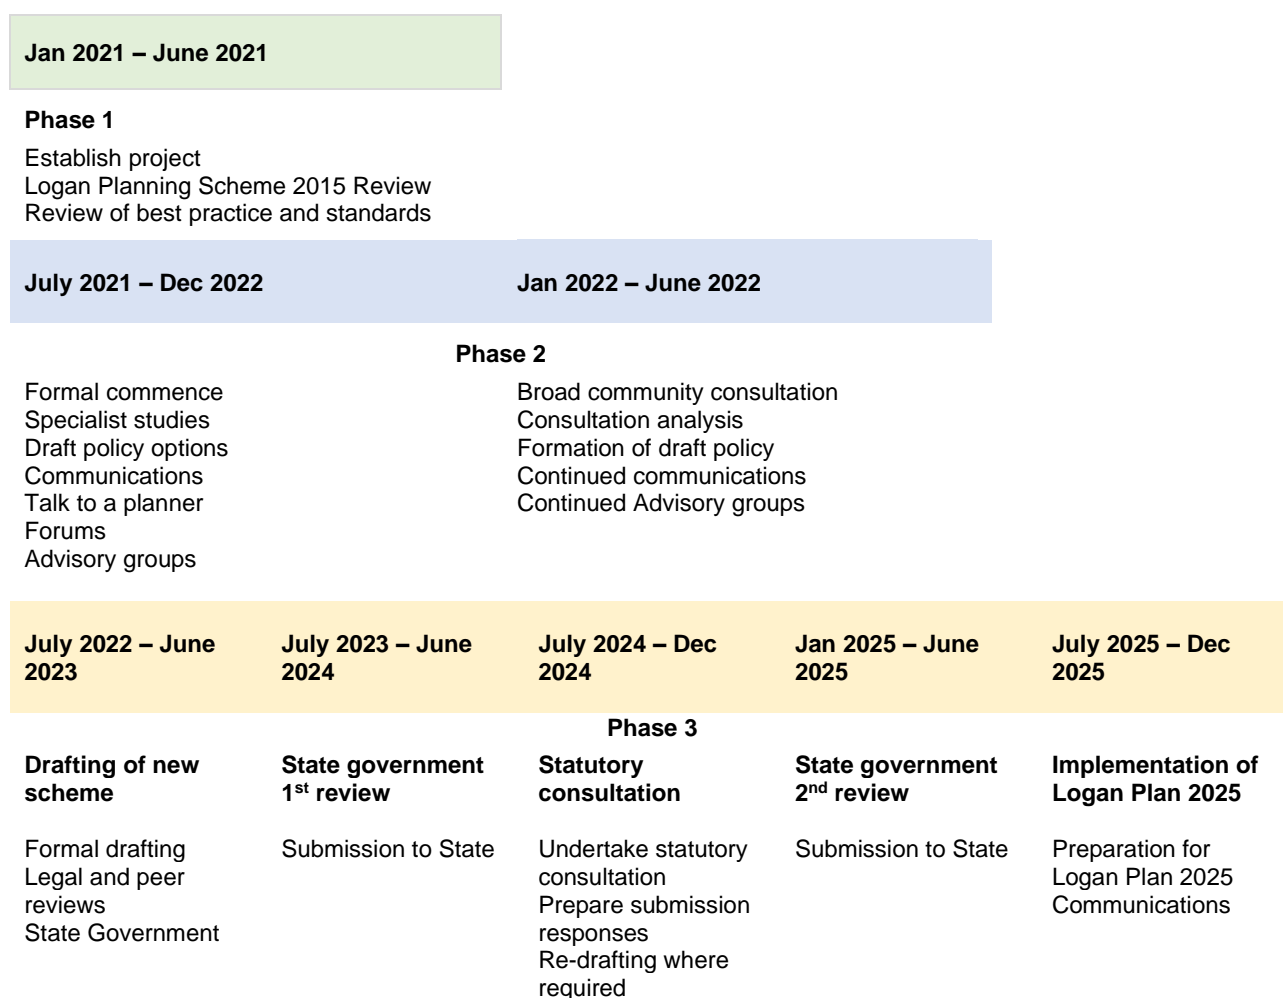 Jan 2021 – June 2021
Phase 1
Establish project
Logan Planning Scheme 2015 Review
Review of best practice and standards
July 2021 – Dec 2022
Jan 2022 – June 2022
Phase 2
Formal commence
Specialist studies
Draft policy options
Communications
Talk to a planner
Forums
Advisory groups
Broad community consultation
Consultation analysis
Formation of draft policy
Continued communications
Continued Advisory groups
July 2022 – June
2023
July 2023 – June
2024
July 2024 – Dec
2024
Jan 2025 – June
2025
July 2025 – Dec
2025
Phase 3
Drafting of new
scheme
Formal drafting
Legal and peer
reviews
State Government
State government
1st review
Submission to State
Statutory
consultation
Undertake statutory
consultation
Prepare submission
responses
Re-drafting where
required
State government
2nd review
Submission to State
Implementation of
Logan Plan 2025
Preparation for
Logan Plan 2025
Communications